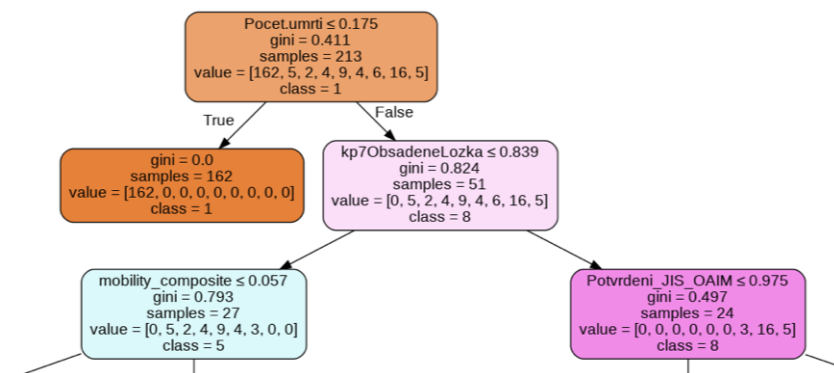 Pocet.umrti ≤ 0.175
gini = 0.411
samples = 213
value = [162, 5, 2, 4, 9, 4, 6, 16, 5]
class = 1
True
False
gini = 0.0
samples = 162
value = [162, 0, 0, 0, 0, 0, 0, 0, 0]
class = 1
kp7ObsadeneLozka ≤ 0.839
gini = 0.824
samples = 51
value = [0, 5, 2, 4, 9, 4, 6, 16, 5]
class = 8
mobility_composite ≤ 0.057
gini = 0.793
samples = 27
value = [0, 5, 2, 4, 9, 4, 3, 0, 0]
class = 5
Potvrdeni_JIS_OAIM ≤ 0.975
gini = 0.497
samples = 24
value = [0, 0, 0, 0, 0, 0, 3, 16, 5]
class = 8